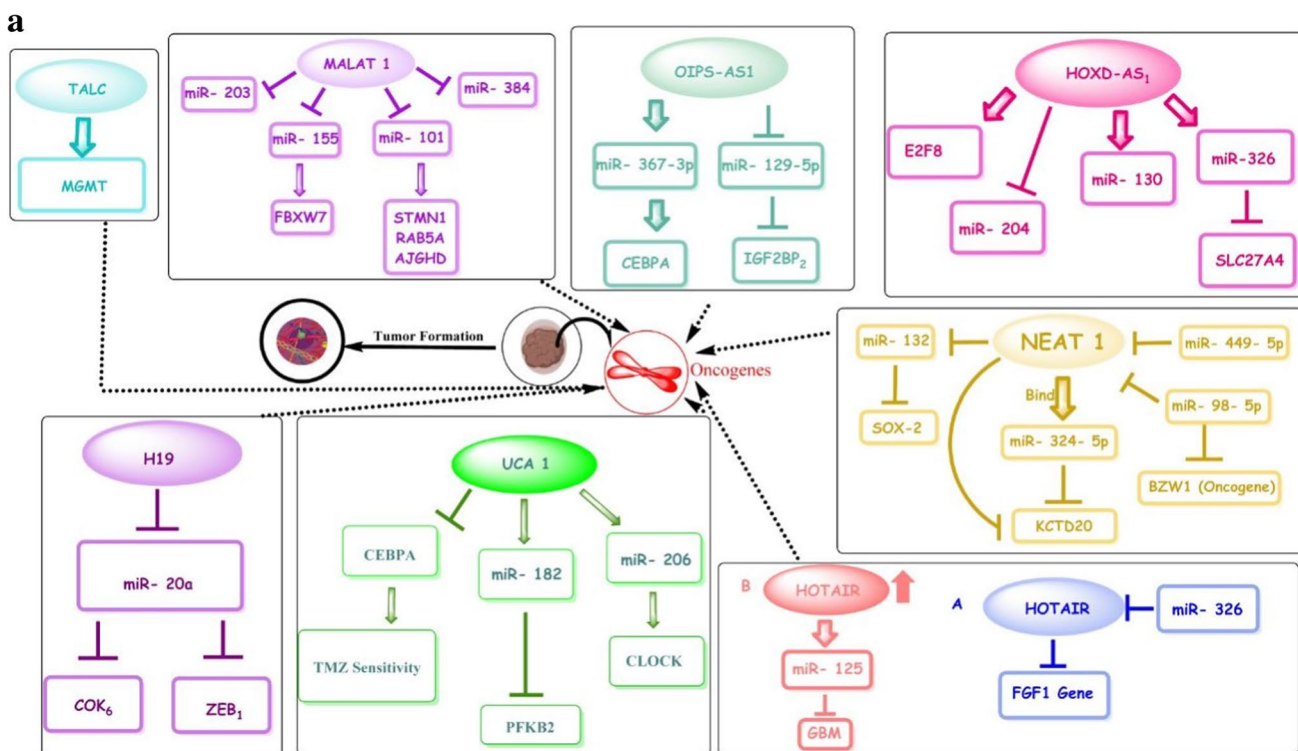 a
TALC
MGMT
MALAT 1
miR- 203
miR- 384
miR- 155
miR- 101
FBXW7
STMN1
RAB5A
AJGHD
OIPS-AS1
miR- 367-3p
miR- 129-5p
CEBPA
IGF2BP2
HOXD-AS1
E2F8
miR- 204
miR- 130
miR-326
SLC27A4
Tumor Formation
Oncogenes
NEAT 1
miR- 132
miR- 449- 5p
SOX-2
Bind
miR- 98- 5p
miR- 324- 5p
BZW1 (Oncogene)
KCTD20
H19
miR- 20a
COK6
ZEB1
UCA 1
CEBPA
miR- 182
miR- 206
TMZ Sensitivity
CLOCK
PFKB2
B
HOTAIR
miR- 125
GBM
A
HOTAIR
miR- 326
FGF1 Gene